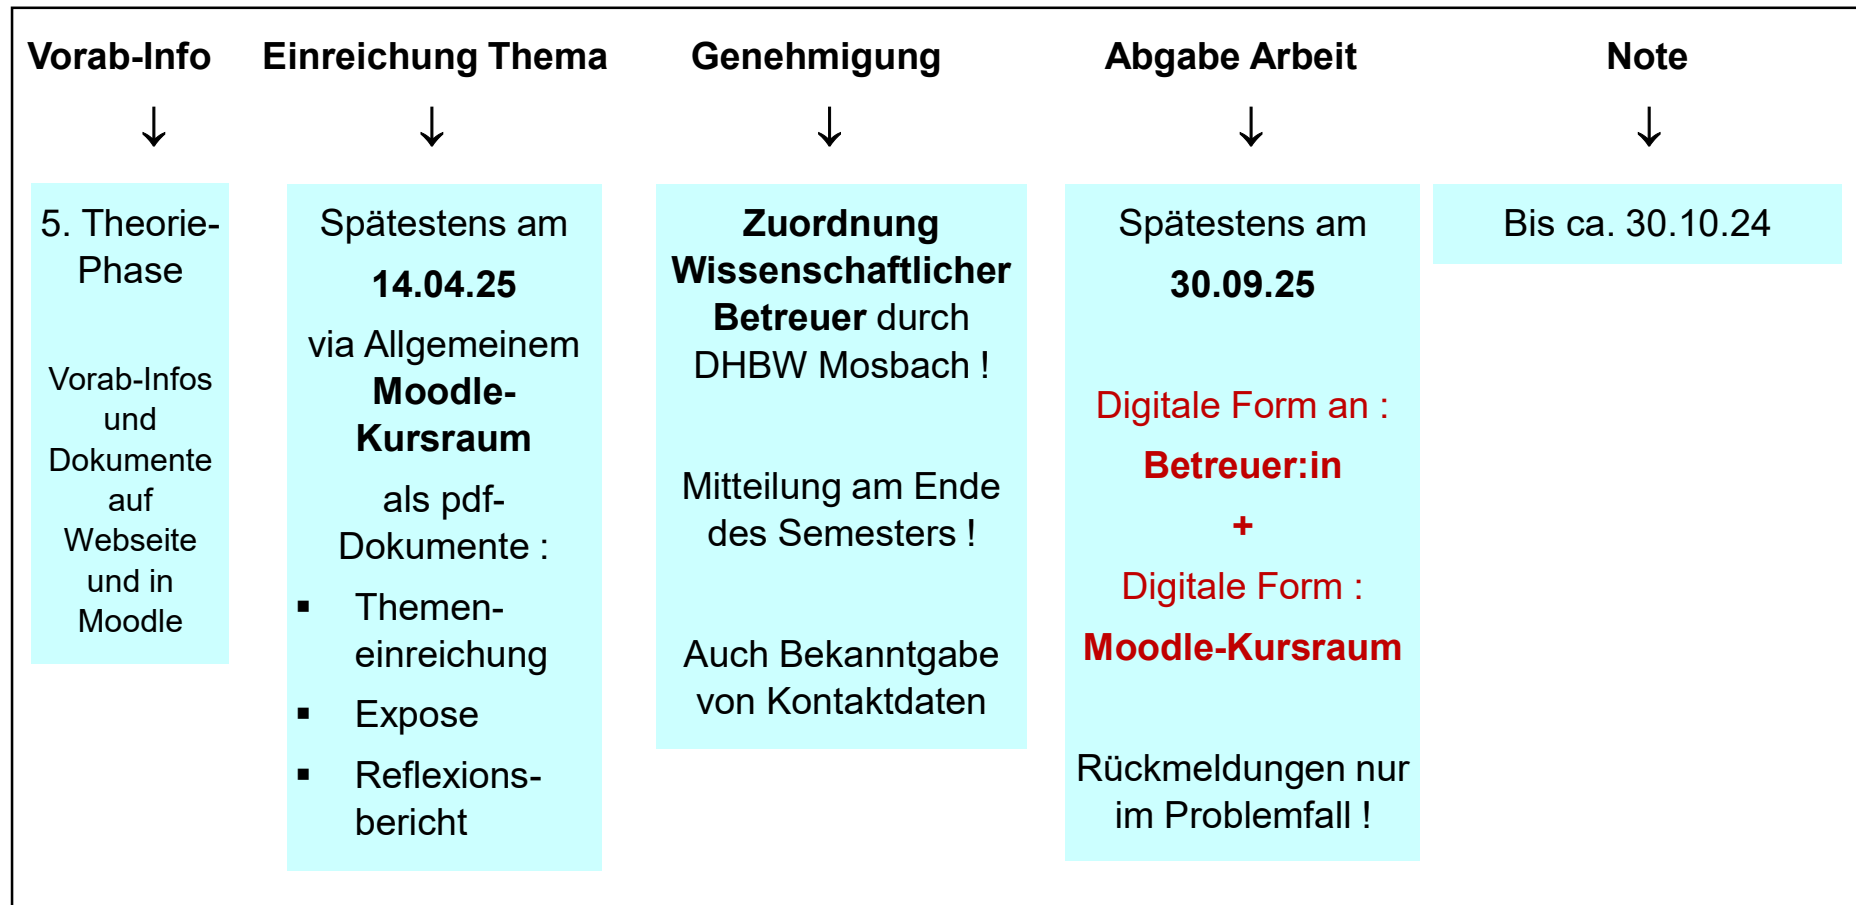 Vorab-Info
Einreichung Thema
Genehmigung
Abgabe Arbeit
Note
↓
↓
↓
↓
↓
5. Theorie-
Phase
Vorab-Infos
und
Dokumente
auf
Webseite
und in
Moodle
Spätestens am
14.04.25
via Allgemeinem
Moodle-
Kursraum
als pdf-
Dokumente :
▪ Themen-
einreichung
▪ Expose
▪ Reflexions-
bericht
Zuordnung
Wissenschaftlicher
Betreuer durch
DHBW Mosbach !
Mitteilung am Ende
des Semesters !
Auch Bekanntgabe
von Kontaktdaten
Spätestens am
30.09.25
Digitale Form an :
Betreuer:in
+
Digitale Form :
Moodle-Kursraum
Rückmeldungen nur
im Problemfall !
Bis ca. 30.10.24